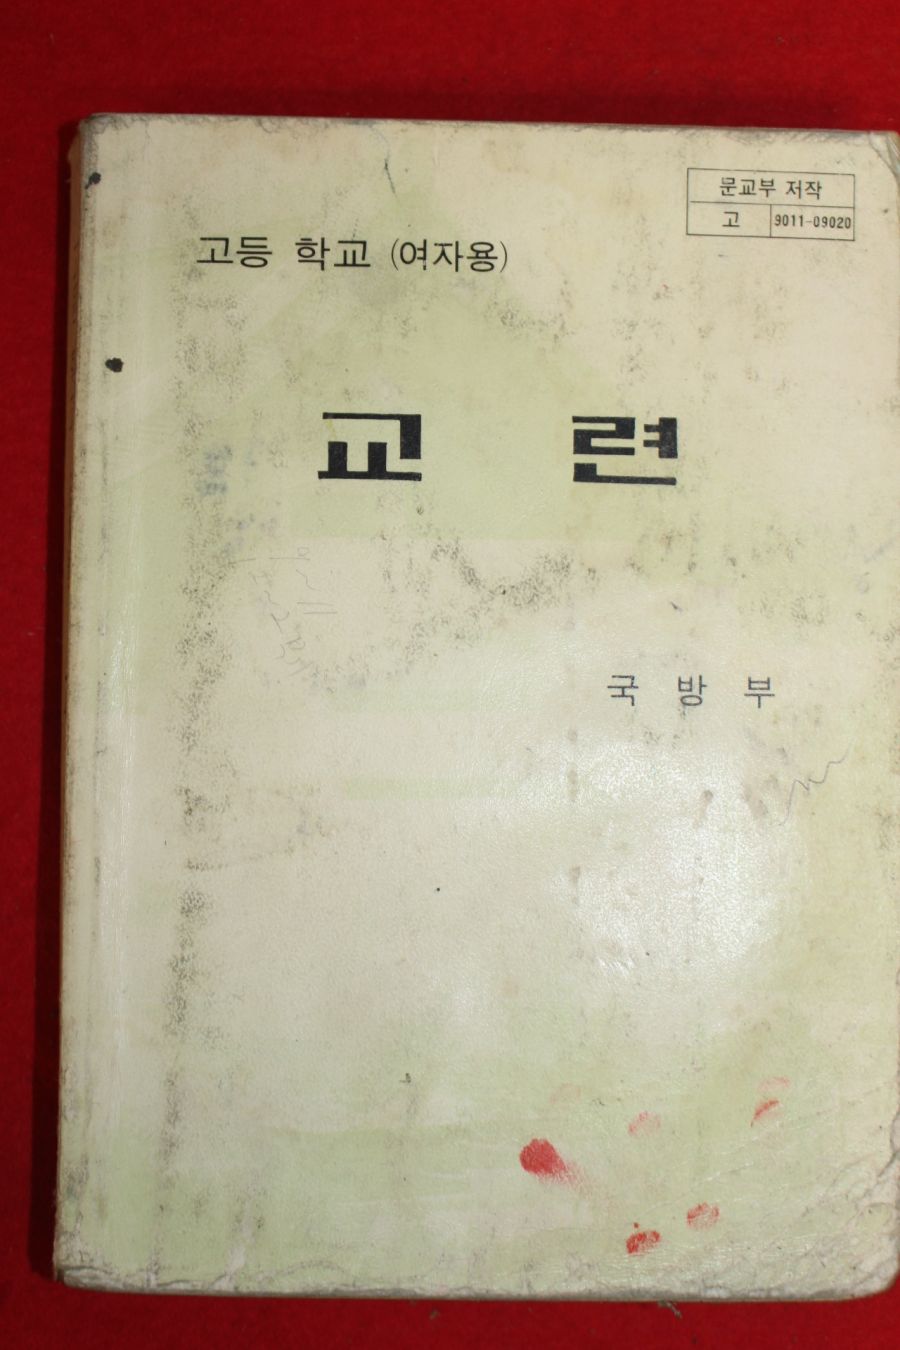 문교부 저작
고 9011-09020
고등 학교 (여자용)
교 련
국 방 부